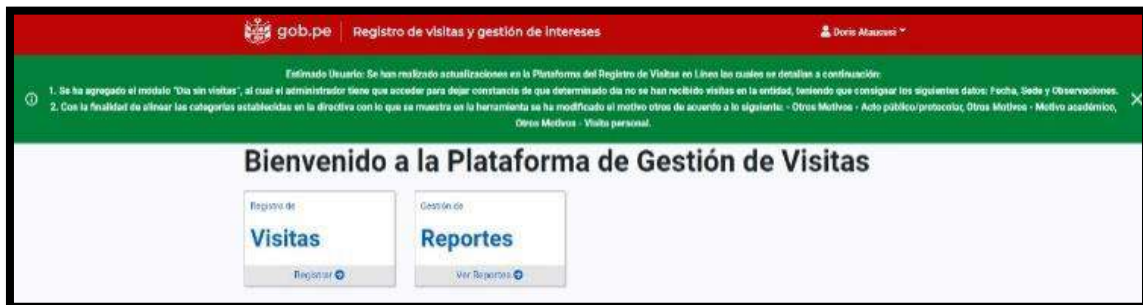 gob.pe | Registro de visitas y gestión de intereses
Doris Ataucusi
Estimado Usuario: Se han realizado actualizaciones en la Plataforma del Registro de Visitas en Línea las cuales se detallan a continuación:
1. Se ha agregado el módulo "Día sin visitas", al cual el administrador tiene que acceder para dejar constancia de que determinado día no se han recibido visitas en la entidad, teniendo que consignar los siguientes datos: Fecha, Sede y Observaciones.
2. Con la finalidad de alinear las categorías establecidas en la directiva con lo que se muestra en la herramienta se ha modificado el motivo otros de acuerdo a lo siguiente: - Otros Motivos - Acto público/protocolar, Otros Motivos - Motivo académico,
Otros Motivos - Visita personal.
Bienvenido a la Plataforma de Gestión de Visitas
Registro de
Visitas
Registrar
Gestión de
Reportes
Ver Reportes